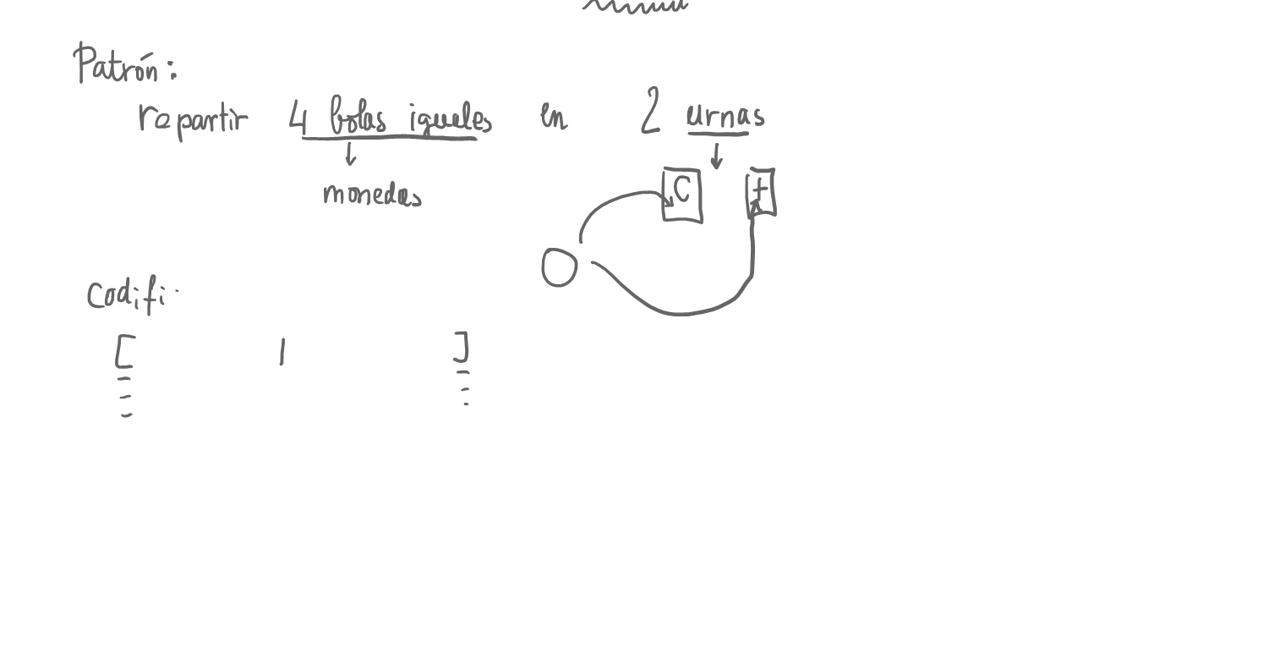 Patrón:
repartir 4 bolas iguales en 2 urnas
monedas
C +
Codifi
[ | ]